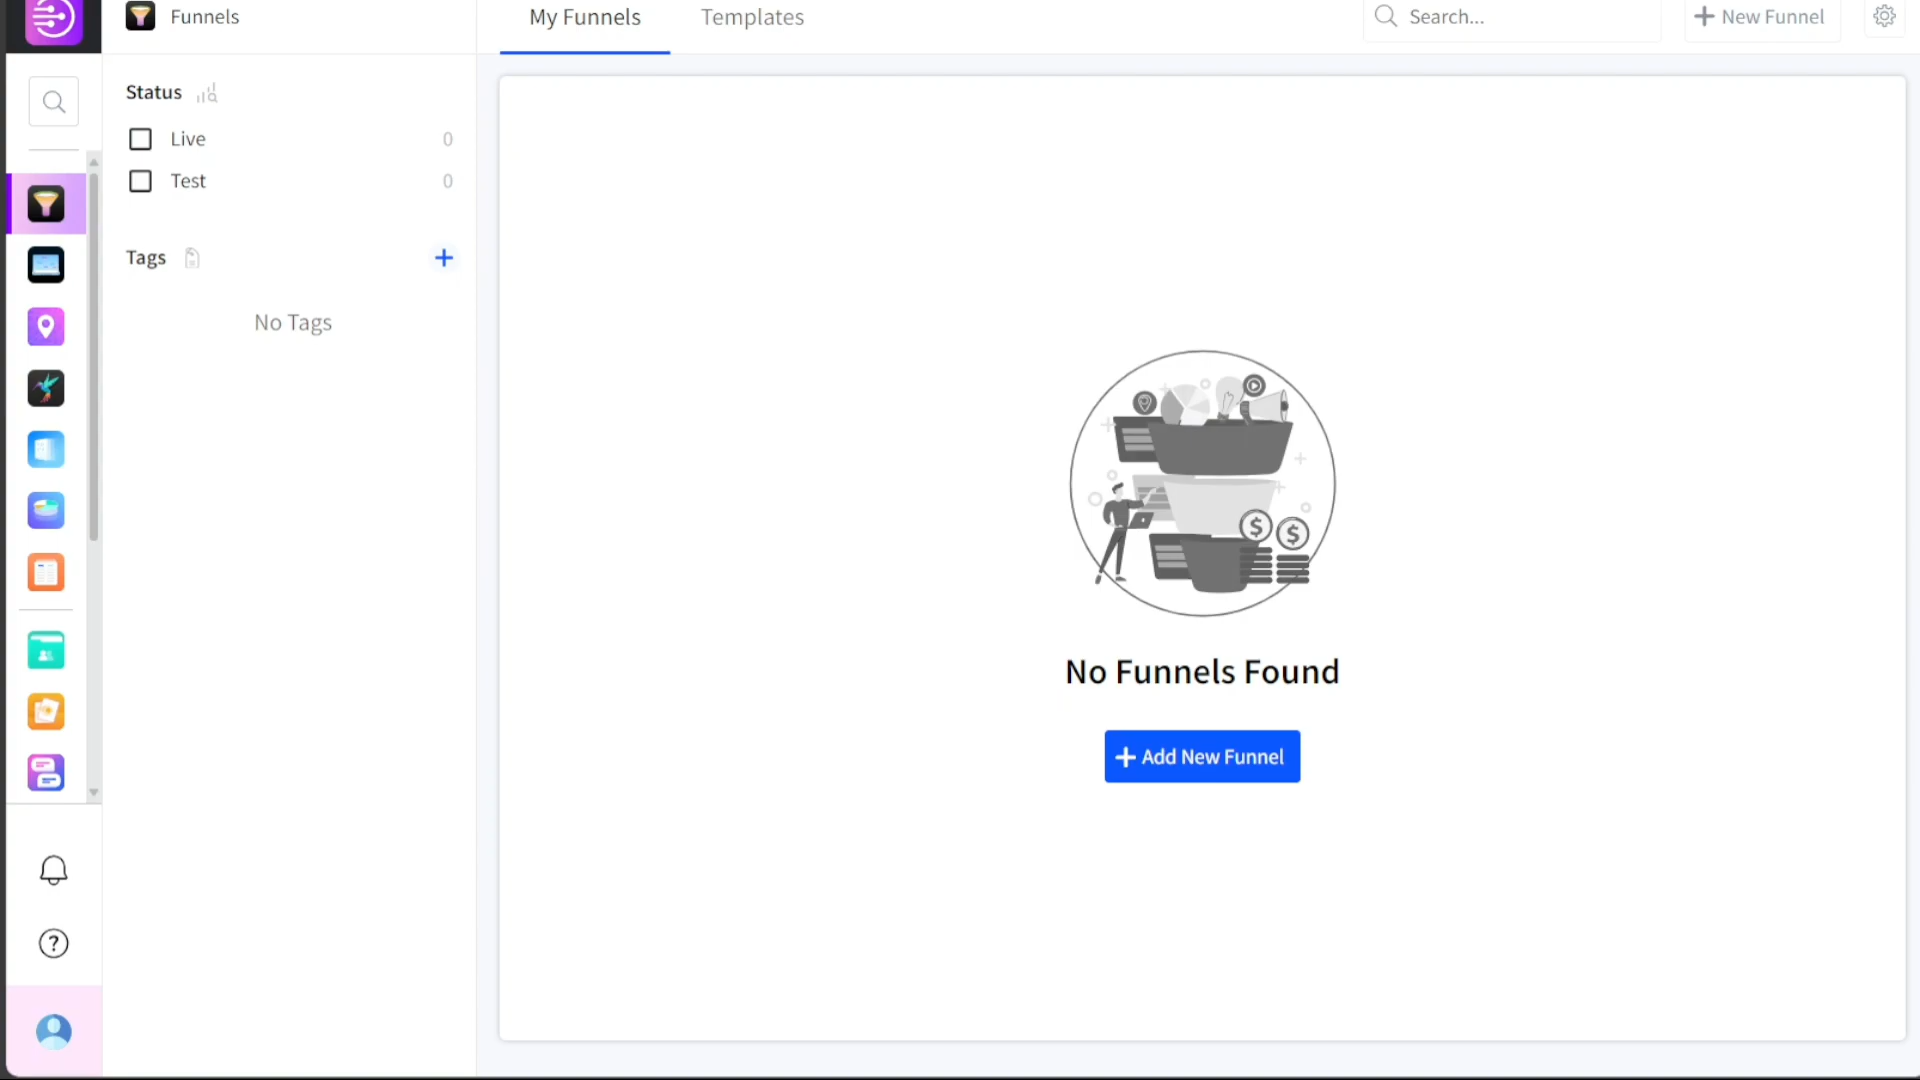 Funnels
My Funnels
Templates
Search...
New Funnel
Status
Live 0
Test 0
Tags
No Tags
$ $
No Funnels Found
Add New Funnel
?